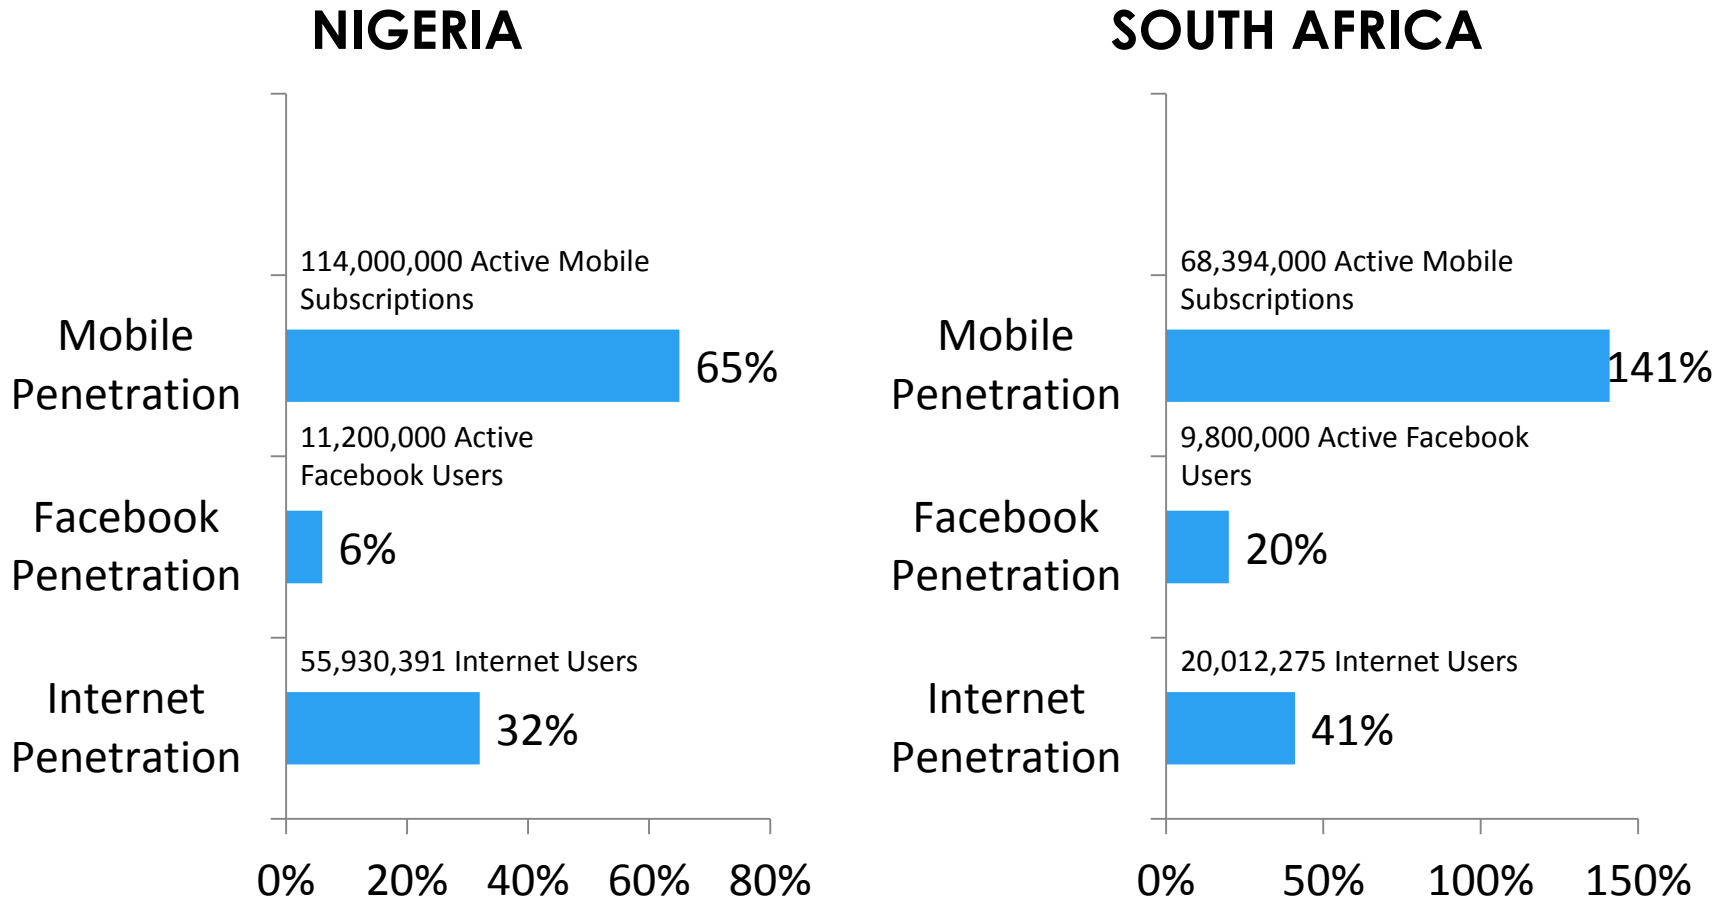 NIGERIA
114,000,000 Active Mobile
Subscriptions
Mobile
Penetration
65%
11,200,000 Active
Facebook Users
Facebook
Penetration
6%
55,930,391 Internet Users
Internet
Penetration
32%
0% 20% 40% 60% 80%
SOUTH AFRICA
68,394,000 Active Mobile
Subscriptions
Mobile
Penetration
141%
9,800,000 Active Facebook
Users
Facebook
Penetration
20%
20,012,275 Internet Users
Internet
Penetration
41%
0% 50% 100% 150%